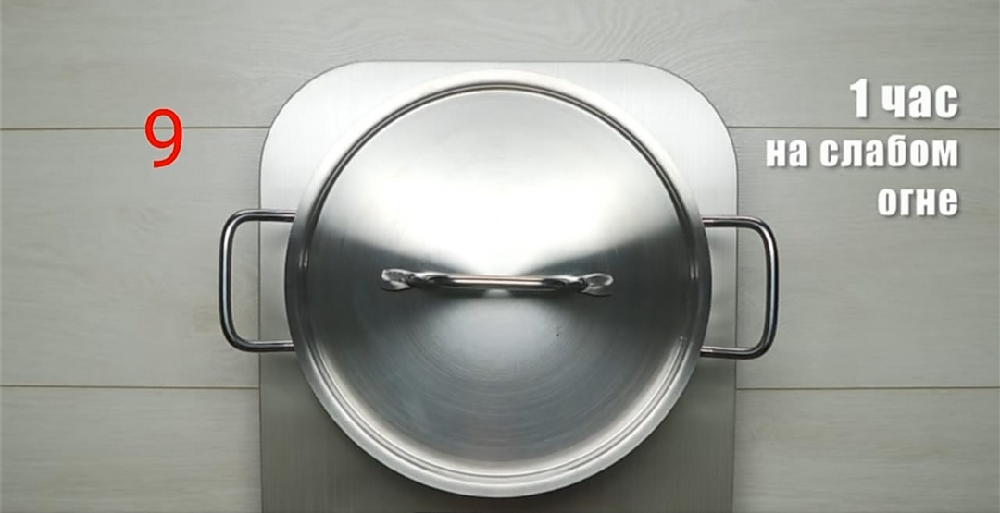 9
1 час
на слабом
огне